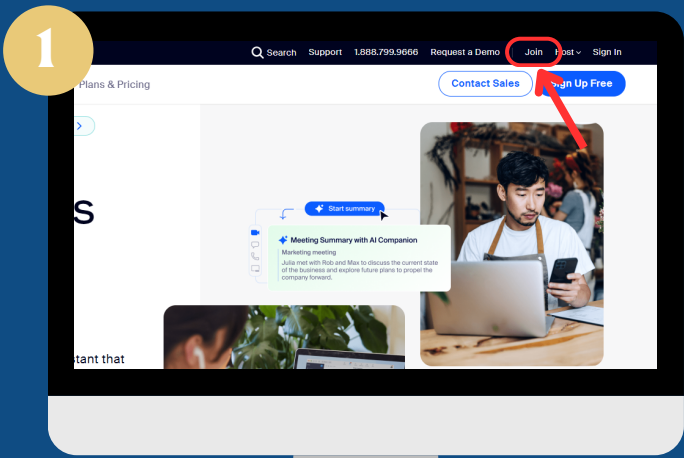 1
Search Support 1.888.799.9666 Request a Demo Join Host Sign In
Plans & Pricing
Contact Sales
Sign Up Free
S
Start summary
Meeting Summary with AI Companion
Marketing meeting
Julia met with Rob and Max to discuss the current state
of the business and explore future plans to propel the
company forward.
stant that